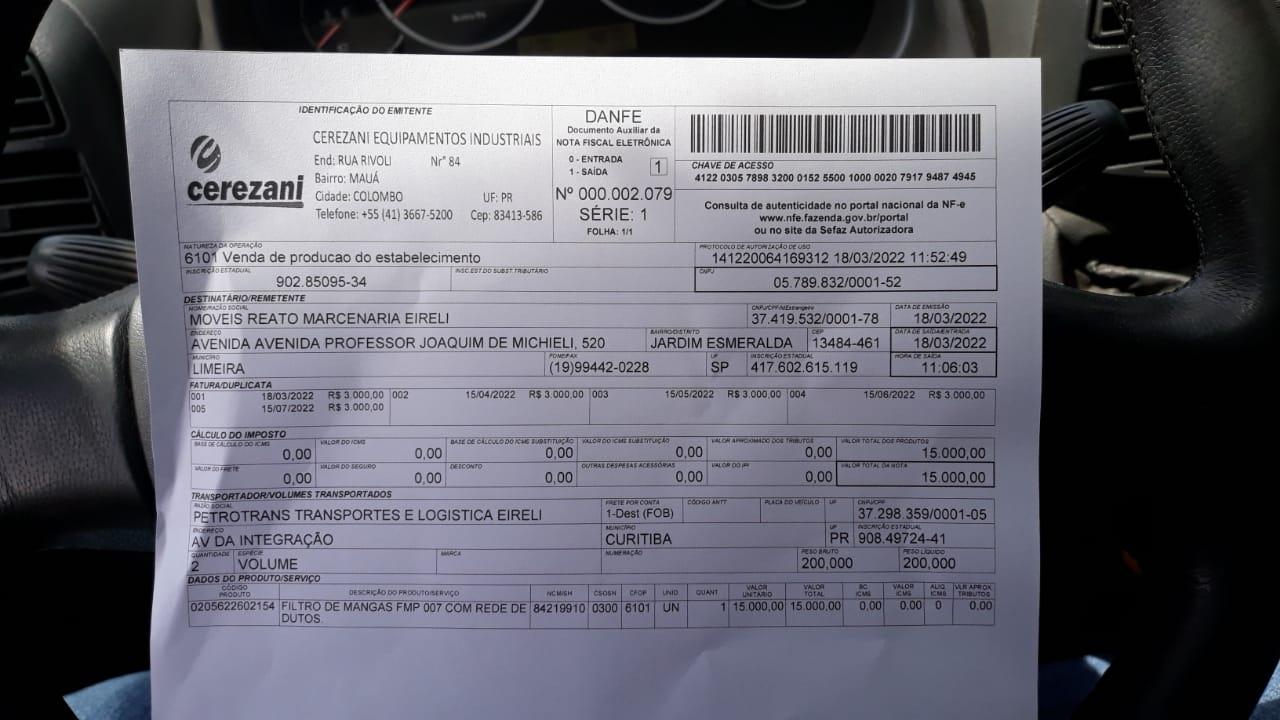 IDENTIFICAÇÃO DO EMITENTE
cerezani
CEREZANI EQUIPAMENTOS INDUSTRIAIS
End: RUA RIVOLI Nrº 84
Bairro: MAUÁ
Cidade: COLOMBO UF: PR
Telefone: +55 (41) 3667-5200 Cep: 83413-586
DANFE
Documento Auxiliar da
NOTA FISCAL ELETRÔNICA
0 - ENTRADA
1 - SAÍDA
1
Nº 000.002.079
SÉRIE: 1
FOLHA: 1/1
CHAVE DE ACESSO
4122 0305 7898 3200 0152 5500 1000 0020 7917 9487 4945
Consulta de autenticidade no portal nacional da NF-e
www.nfe.fazenda.gov.br/portal
ou no site da Sefaz Autorizadora
NATUREZA DA OPERAÇÃO PROTOCOLO DE AUTORIZAÇÃO DE USO
6101 Venda de producao do estabelecimento 141220064169312 18/03/2022 11:52:49
INSCRIÇÃO ESTADUAL INSC.EST.DO SUBST.TRIBUTÁRIO CNPJ
902.85095-34 05.789.832/0001-52
DESTINATÁRIO/REMETENTE
NOME/RAZÃO SOCIAL CNPJ/CPF/IdEstrangeiro DATA DE EMISSÃO
MOVEIS REATO MARCENARIA EIRELI 37.419.532/0001-78 18/03/2022
ENDEREÇO BAIRRO/DISTRITO CEP DATA DE SAÍDA/ENTRADA
AVENIDA AVENIDA PROFESSOR JOAQUIM DE MICHIELI, 520 JARDIM ESMERALDA 13484-461 18/03/2022
MUNICÍPIO FONE/FAX UF INSCRIÇÃO ESTADUAL HORA DE SAÍDA
LIMEIRA (19)99442-0228 SP 417.602.615.119 11:06:03
FATURA/DUPLICATA
001 18/03/2022 R$ 3.000,00 002 15/04/2022 R$ 3.000,00 003 15/05/2022 R$ 3.000,00 004 15/06/2022 R$ 3.000,00
005 15/07/2022 R$ 3.000,00
CÁLCULO DO IMPOSTO
BASE DE CÁLCULO DO ICMS VALOR DO ICMS BASE DE CÁLCULO DO ICMS SUBSTITUIÇÃO VALOR DO ICMS SUBSTITUIÇÃO VALOR APROXIMADO DOS TRIBUTOS VALOR TOTAL DOS PRODUTOS
0,00 0,00 0,00 0,00 0,00 15.000,00
VALOR DO FRETE VALOR DO SEGURO DESCONTO OUTRAS DESPESAS ACESSÓRIAS VALOR DO IPI VALOR TOTAL DA NOTA
0,00 0,00 0,00 0,00 0,00 15.000,00
TRANSPORTADOR/VOLUMES TRANSPORTADOS
RAZÃO SOCIAL FRETE POR CONTA CÓDIGO ANTT PLACA DO VEÍCULO UF CNPJ/CPF
PETROTRANS TRANSPORTES E LOGISTICA EIRELI 1-Dest (FOB) 37.298.359/0001-05
ENDEREÇO MUNICÍPIO UF INSCRIÇÃO ESTADUAL
AV DA INTEGRAÇÃO CURITIBA PR 908.49724-41
QUANTIDADE ESPÉCIE MARCA NUMERAÇÃO PESO BRUTO PESO LÍQUIDO
2 VOLUME 200,000 200,000
DADOS DO PRODUTO/SERVIÇO
CÓDIGO PRODUTO DESCRIÇÃO DO PRODUTO/SERVIÇO NCM/SH CSOSN CFOP UNID QUANT VALOR UNITÁRIO VALOR TOTAL BC ICMS VALOR ICMS ALIQ. ICMS VLR APROX TRIBUTOS
0205622602154 FILTRO DE MANGAS FMP 007 COM REDE DE 84219910 0300 6101 UN 1 15.000,00 15.000,00 0,00 0,00 0 0,00
DUTOS.